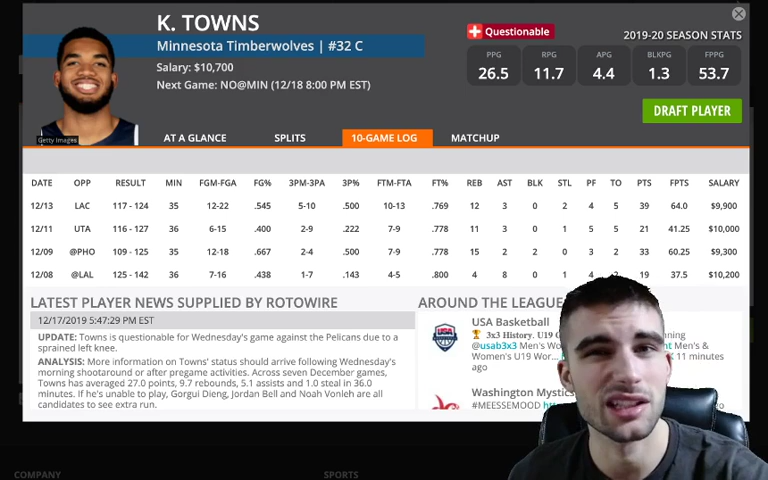 K. TOWNS
Minnesota Timberwolves | #32 C
Salary: $10,700
Next Game: NO@MIN (12/18 8:00 PM EST)
Questionable
2019-20 SEASON STATS
PPG RPG APG BLKPG FPPG
26.5 11.7 4.4 1.3 53.7
DRAFT PLAYER
Getty Images
AT A GLANCE SPLITS 10-GAME LOG MATCHUP
DATE OPP RESULT MIN FGM-FGA FG% 3PM-3PA 3P% FTM-FTA FT% REB AST BLK STL PF TO PTS FPTS SALARY
12/13 LAC 117 - 124 35 12-22 .545 5-10 .500 10-13 .769 12 3 0 2 4 5 39 64.0 $9,900
12/11 UTA 116 - 127 36 6-15 .400 2-9 .222 7-9 .778 11 3 0 1 5 5 21 41.25 $10,000
12/09 @PHO 109 - 125 35 12-18 .667 2-4 .500 7-9 .778 15 2 2 0 3 2 33 60.25 $9,300
12/08 @LAL 125 - 142 36 7-16 .438 1-7 .143 4-5 .800 4 8 0 1 4 2 19 37.5 $10,200
LATEST PLAYER NEWS SUPPLIED BY ROTOWIRE
12/17/2019 5:47:29 PM EST
UPDATE: Towns is questionable for Wednesday's game against the Pelicans due to a
sprained left knee.
ANALYSIS: More information on Towns' status should arrive following Wednesday's
morning shootaround or after pregame activities. Across seven December games,
Towns has averaged 27.0 points, 9.7 rebounds, 5.1 assists and 1.0 steal in 36.0
minutes. If he's unable to play, Gorgui Dieng, Jordan Bell and Noah Vonleh are all
candidates to see extra run.
AROUND THE LEAGUE
USA Basketball
🏆 3x3 History. U19
@usab3x3 Men's Men's &
Women's U19 Wor... 11 minutes
ago
Washington Mystics
#MEESSEMOOD
COMPANY SPORTS